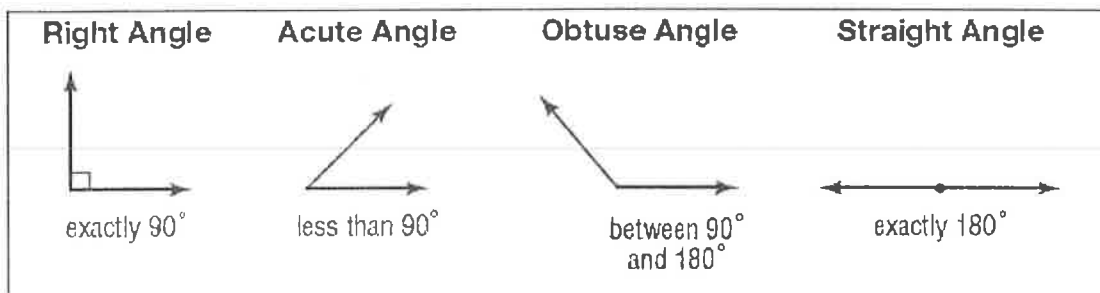 Right Angle Acute Angle Obtuse Angle Straight Angle
exactly 90° less than 90° between 90° exactly 180°
and 180°